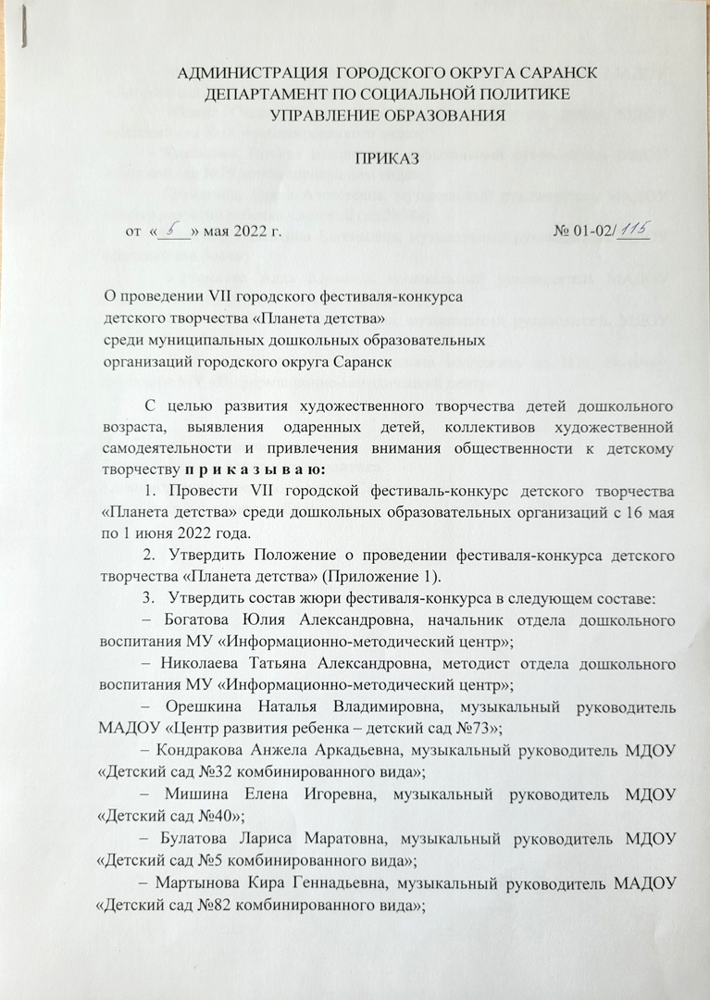 АДМИНИСТРАЦИЯ ГОРОДСКОГО ОКРУГА САРАНСК
ДЕПАРТАМЕНТ ПО СОЦИАЛЬНОЙ ПОЛИТИКЕ
УПРАВЛЕНИЕ ОБРАЗОВАНИЯ
ПРИКАЗ
от «5» мая 2022 г. № 01-02/115
О проведении VII городского фестиваля-конкурса
детского творчества «Планета детства»
среди муниципальных дошкольных образовательных
организаций городского округа Саранск
С целью развития художественного творчества детей дошкольного
возраста, выявления одаренных детей, коллективов художественной
самодеятельности и привлечения внимания общественности к детскому
творчеству п р и к а з ы в а ю:
1. Провести VII городской фестиваль-конкурс детского творчества
«Планета детства» среди дошкольных образовательных организаций с 16 мая
по 1 июня 2022 года.
2. Утвердить Положение о проведении фестиваля-конкурса детского
творчества «Планета детства» (Приложение 1).
3. Утвердить состав жюри фестиваля-конкурса в следующем составе:
– Богатова Юлия Александровна, начальник отдела дошкольного
воспитания МУ «Информационно-методический центр»;
– Николаева Татьяна Александровна, методист отдела дошкольного
воспитания МУ «Информационно-методический центр»;
– Орешкина Наталья Владимировна, музыкальный руководитель
МАДОУ «Центр развития ребенка – детский сад №73»;
– Кондракова Анжела Аркадьевна, музыкальный руководитель МДОУ
«Детский сад №32 комбинированного вида»;
– Мишина Елена Игоревна, музыкальный руководитель МДОУ
«Детский сад №40»;
– Булатова Лариса Маратовна, музыкальный руководитель МДОУ
«Детский сад №5 комбинированного вида»;
– Мартынова Кира Геннадьевна, музыкальный руководитель МАДОУ
«Детский сад №82 комбинированного вида»;